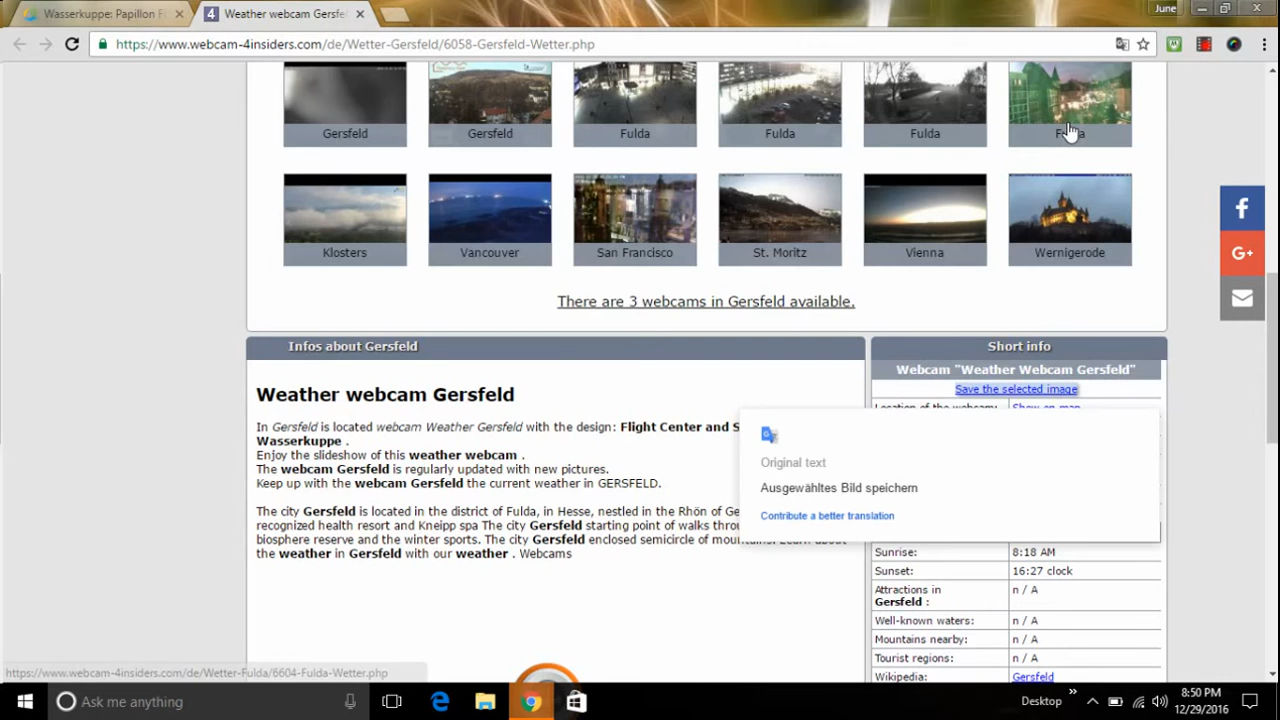 Wasserkuppe: Papillon F
Weather webcam Gersfe
June
https://www.webcam-4insiders.com/de/Wetter-Gersfeld/6058-Gersfeld-Wetter.php
Gersfeld
Gersfeld
Fulda
Fulda
Fulda
Fulda
Klosters
Vancouver
San Francisco
St. Moritz
Vienna
Wernigerode
There are 3 webcams in Gersfeld available.
Infos about Gersfeld
Weather webcam Gersfeld
In Gersfeld is located webcam Weather Gersfeld with the design: Flight Center and S
Wasserkuppe .
Enjoy the slideshow of this weather webcam .
The webcam Gersfeld is regularly updated with new pictures.
Keep up with the webcam Gersfeld the current weather in GERSFELD.
The city Gersfeld is located in the district of Fulda, in Hesse, nestled in the Rhön of Ge
recognized health resort and Kneipp spa The city Gersfeld starting point of walks throu
biosphere reserve and the winter sports. The city Gersfeld enclosed semicircle of mountains. Learn about
the weather in Gersfeld with our weather . Webcams
Short info
Webcam "Weather Webcam Gersfeld"
Save the selected image
Location of the webcam: Show on map
Original text
Ausgewähltes Bild speichern
Contribute a better translation
Sunrise: 8:18 AM
Sunset: 16:27 clock
Attractions in n / A
Gersfeld :
Well-known waters: n / A
Mountains nearby: n / A
Tourist regions: n / A
Wikipedia: Gersfeld
https://www.webcam-4insiders.com/de/Wetter-Fulda/6604-Fulda-Wetter.php
Ask me anything
Desktop
8:50 PM
12/29/2016